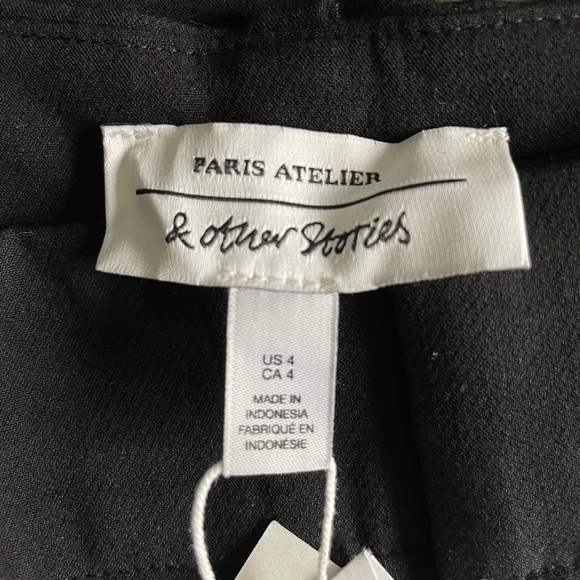 PARIS ATELIER
& other Stories
US 4
CA 4
MADE IN
INDONESIA
FABRIQUÉ EN
INDONÉSIE